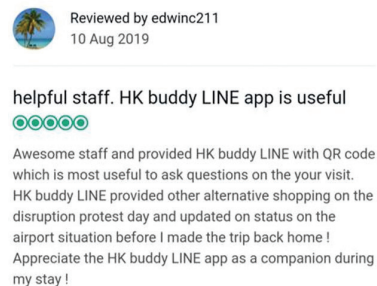 Reviewed by edwinc211
10 Aug 2019
helpful staff. HK buddy LINE app is useful
Awesome staff and provided HK buddy LINE with QR code
which is most useful to ask questions on the your visit.
HK buddy LINE provided other alternative shopping on the
disruption protest day and updated on status on the
airport situation before I made the trip back home !
Appreciate the HK buddy LINE app as a companion during
my stay !